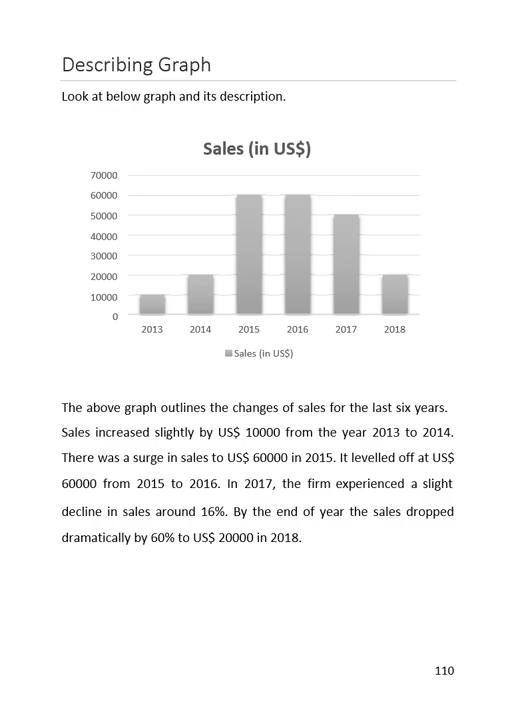 Describing Graph
Look at below graph and its description.
Sales (in US$)
70000
60000
50000
40000
30000
20000
10000
0
2013 2014 2015 2016 2017 2018
Sales (in US$)
The above graph outlines the changes of sales for the last six years.
Sales increased slightly by US$ 10000 from the year 2013 to 2014.
There was a surge in sales to US$ 60000 in 2015. It levelled off at US$
60000 from 2015 to 2016. In 2017, the firm experienced a slight
decline in sales around 16%. By the end of year the sales dropped
dramatically by 60% to US$ 20000 in 2018.
110